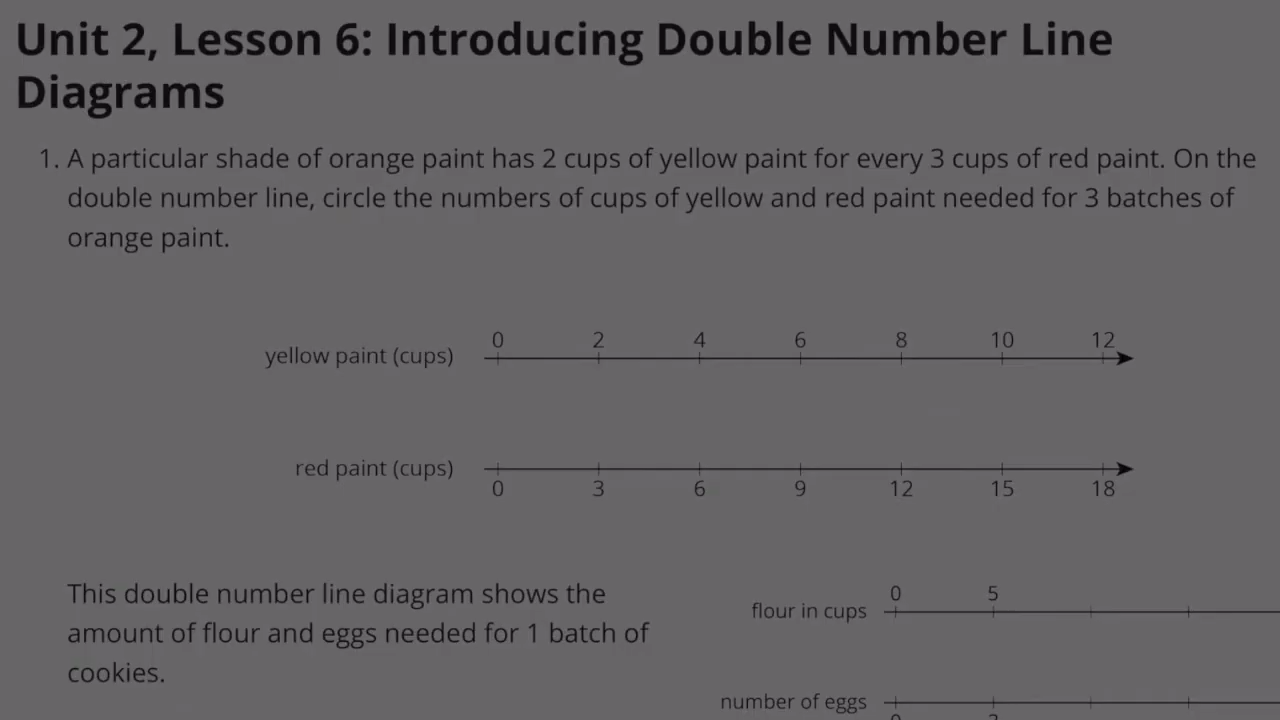 Unit 2, Lesson 6: Introducing Double Number Line
Diagrams
1. A particular shade of orange paint has 2 cups of yellow paint for every 3 cups of red paint. On the
double number line, circle the numbers of cups of yellow and red paint needed for 3 batches of
orange paint.
0 2 4 6 8 10 12
yellow paint (cups)
red paint (cups)
0 3 6 9 12 15 18
This double number line diagram shows the
amount of flour and eggs needed for 1 batch of
cookies.
0 5
flour in cups
number of eggs